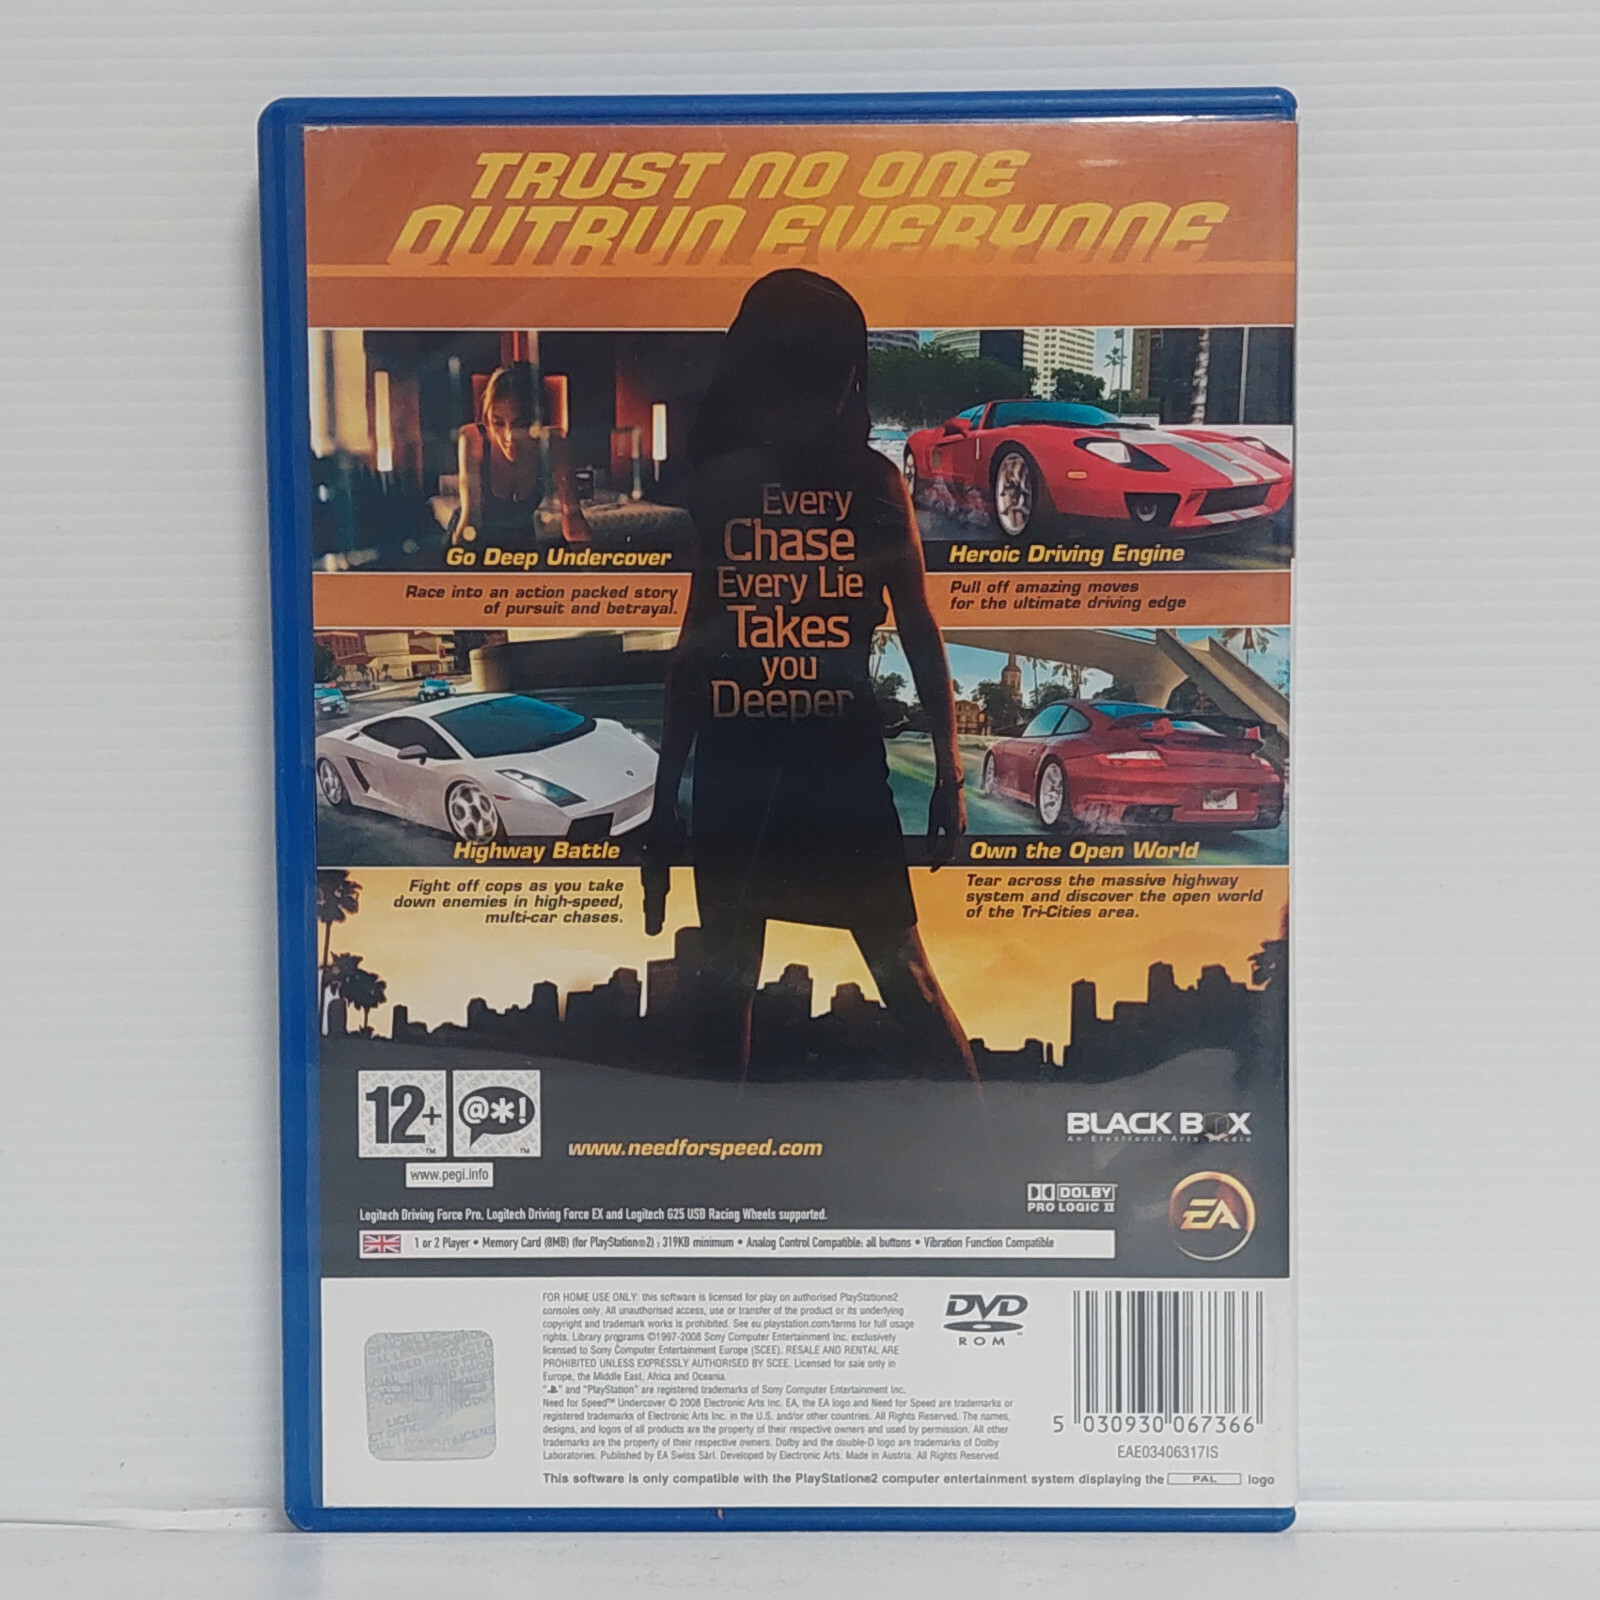 TRUST NO ONE
OUTRUN EVERYONE
Every
Chase
Every Lie
Takes
you
Deeper
Go Deep Undercover
Race into an action packed story
of pursuit and betrayal.
Heroic Driving Engine
Pull off amazing moves
for the ultimate driving edge
Highway Battle
Fight off cops as you take
down enemies in high-speed,
multi-car chases.
Own the Open World
Tear across the massive highway
system and discover the open world
of the Tri-Cities area.
12+
TM
@*!
TM
www.pegi.info
www.needforspeed.com
BLACK BOX
An Electronic Arts Studio
DOLBY
PRO LOGIC II
EA
Logitech Driving Force Pro, Logitech Driving Force EX and Logitech G25 USD Racing Wheels supported.
1 or 2 Player • Memory Card (8MB) (for PlayStation®2) : 319KB minimum • Analog Control Compatible: all buttons • Vibration Function Compatible
FOR HOME USE ONLY: this software is licensed for play on authorised PlayStation®2
consoles only. All unauthorised access, use or transfer of the product or its underlying
copyright and trademark works is prohibited. See eu.playstation.com/terms for full usage
rights. Library programs ©1997-2008 Sony Computer Entertainment Inc. exclusively
licensed to Sony Computer Entertainment Europe (SCEE). RESALE AND RENTAL ARE
PROHIBITED UNLESS EXPRESSLY AUTHORISED BY SCEE. Licensed for sale only in
Europe, the Middle East, Africa and Oceania.
" " and "PlayStation" are registered trademarks of Sony Computer Entertainment Inc.
Need for Speed™ Undercover © 2008 Electronic Arts Inc. EA, the EA logo and Need for Speed are trademarks or
registered trademarks of Electronic Arts Inc. in the U.S. and/or other countries. All Rights Reserved. The names,
designs, and logos of all products are the property of their respective owners and used by permission. All other
trademarks are the property of their respective owners. Dolby and the double-D logo are trademarks of Dolby
Laboratories. Published by EA Swiss Sàrl. Developed by Electronic Arts. Made in Austria. All Rights Reserved.
This software is only compatible with the PlayStation®2 computer entertainment system displaying the PAL logo
DVD
ROM
5 030930 067366
EAE03406317IS